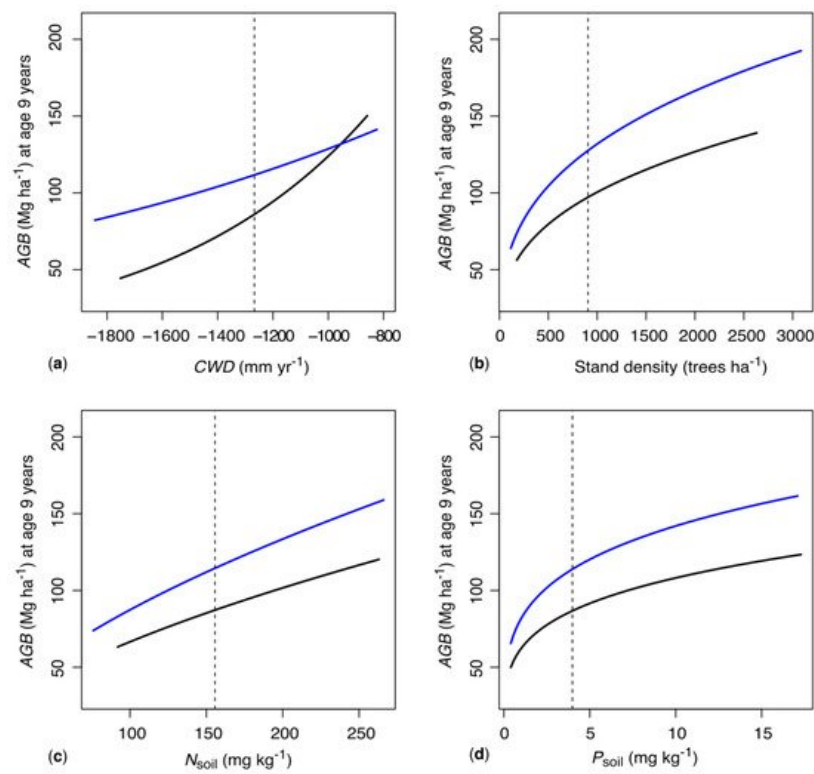 200
150
100
50
AGB (Mg ha⁻¹) at age 9 years
−1800 −1600 −1400 −1200 −1000 −800
(a) CWD (mm yr⁻¹)
200
150
100
50
AGB (Mg ha⁻¹) at age 9 years
0 500 1000 1500 2000 2500 3000
(b) Stand density (trees ha⁻¹)
200
150
100
50
AGB (Mg ha⁻¹) at age 9 years
100 150 200 250
(c) Nsoil (mg kg⁻¹)
200
150
100
50
AGB (Mg ha⁻¹) at age 9 years
0 5 10 15
(d) Psoil (mg kg⁻¹)